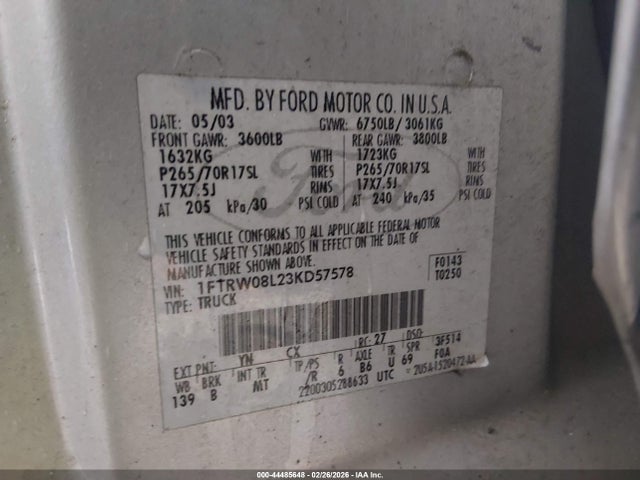 MFD. BY FORD MOTOR CO. IN U.S.A.
DATE: 05/03 GVWR: 6750LB/ 3061KG
FRONT GAWR: 3600LB REAR GAWR: 3800LB
1632KG WITH 1723KG WITH
P265/70R17SL TIRES P265/70R17SL TIRES
17X7.5J RIMS 17X7.5J RIMS
AT 205 kPa/30 PSI COLD AT 240 kPa/35 PSI COLD
THIS VEHICLE CONFORMS TO ALL APPLICABLE FEDERAL MOTOR
VEHICLE SAFETY STANDARDS IN EFFECT ON THE DATE OF
MANUFACTURE SHOWN ABOVE.
VIN: 1FTRW08L23KD57578 F0143
TYPE: TRUCK T0250
EXT PNT: YN CX RC: 27 DSO: 3F514
WB BRK INT TR TP/PS R AXLE TR SPR F0A
139 B MT /R 6 B6 U 69
2200305288633 UTC 2U5A-1520472-AA
Ford
000-44485648 - 02/26/2026 - IAA Inc.